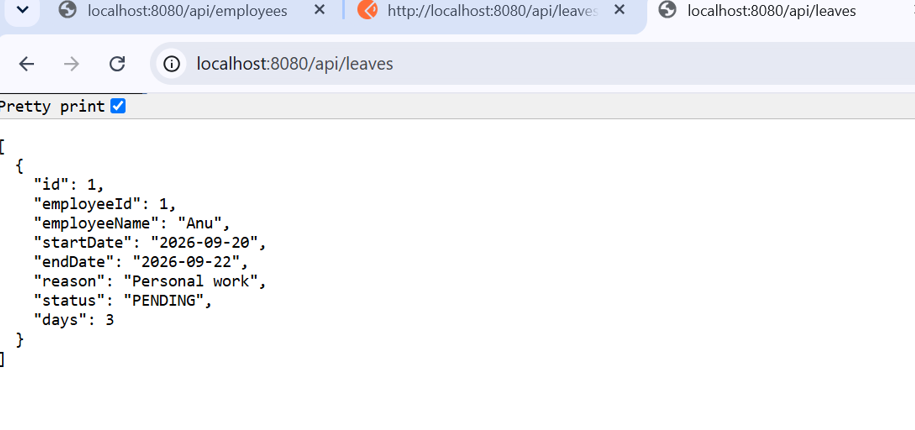 localhost:8080/api/employees
http://localhost:8080/api/leaves
localhost:8080/api/leaves
localhost:8080/api/leaves
Pretty print
[
{
"id": 1,
"employeeId": 1,
"employeeName": "Anu",
"startDate": "2026-09-20",
"endDate": "2026-09-22",
"reason": "Personal work",
"status": "PENDING",
"days": 3
}
]